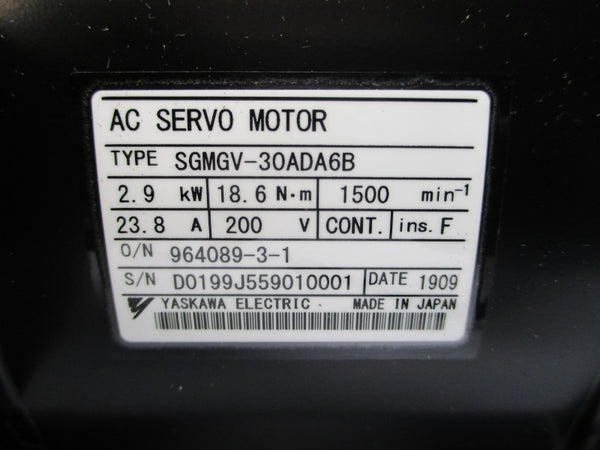 AC SERVO MOTOR
TYPE SGMGV-30ADA6B
2.9 kW 18.6 N·m 1500 min-1
23.8 A 200 V CONT. ins. F
O/N 964089-3-1
S/N D0199J559010001 DATE 1909
YASKAWA ELECTRIC MADE IN JAPAN